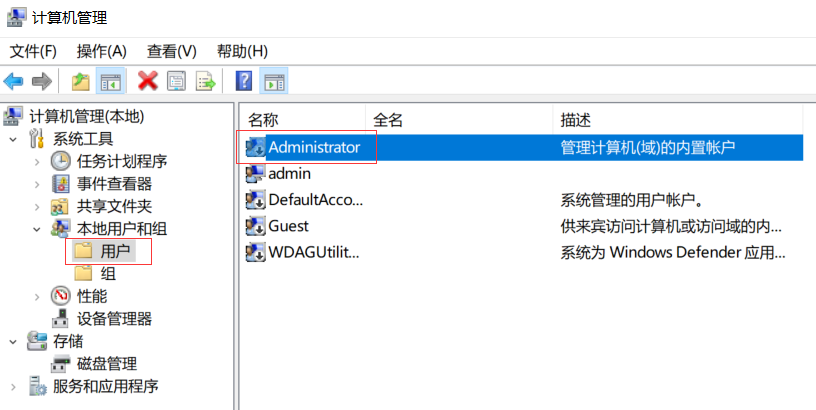 计算机管理
文件(F) 操作(A) 查看(V) 帮助(H)
计算机管理(本地)
系统工具
任务计划程序
事件查看器
共享文件夹
本地用户和组
用户
组
性能
设备管理器
存储
磁盘管理
服务和应用程序
名称 全名 描述
Administrator 管理计算机(域)的内置帐户
admin
DefaultAcco... 系统管理的用户帐户。
Guest 供来宾访问计算机或访问域的内...
WDAGUtilit... 系统为 Windows Defender 应用...